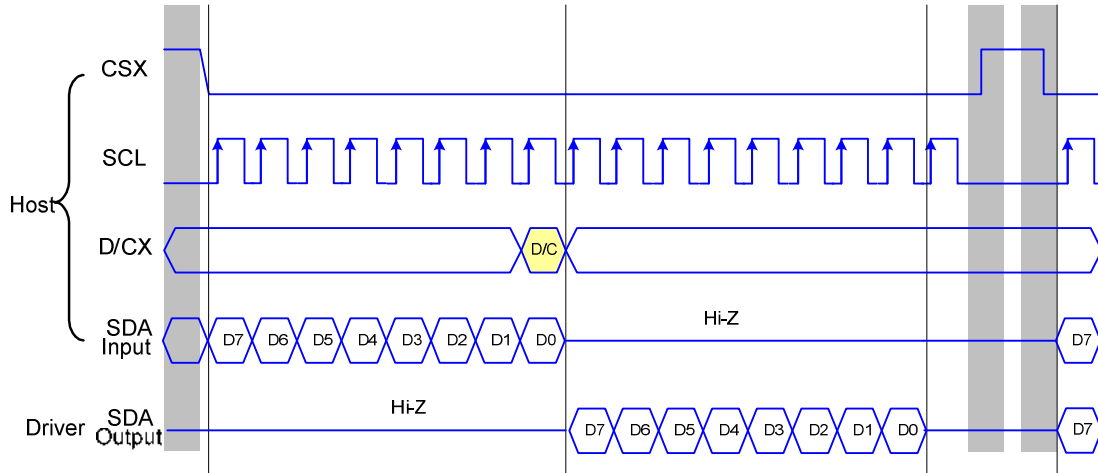 CSX
SCL
Host
D/CX
D/C
SDA
Input
D7 D6 D5 D4 D3 D2 D1 D0
Hi-Z
D7
Driver
SDA
Output
Hi-Z
D7 D6 D5 D4 D3 D2 D1 D0
D7